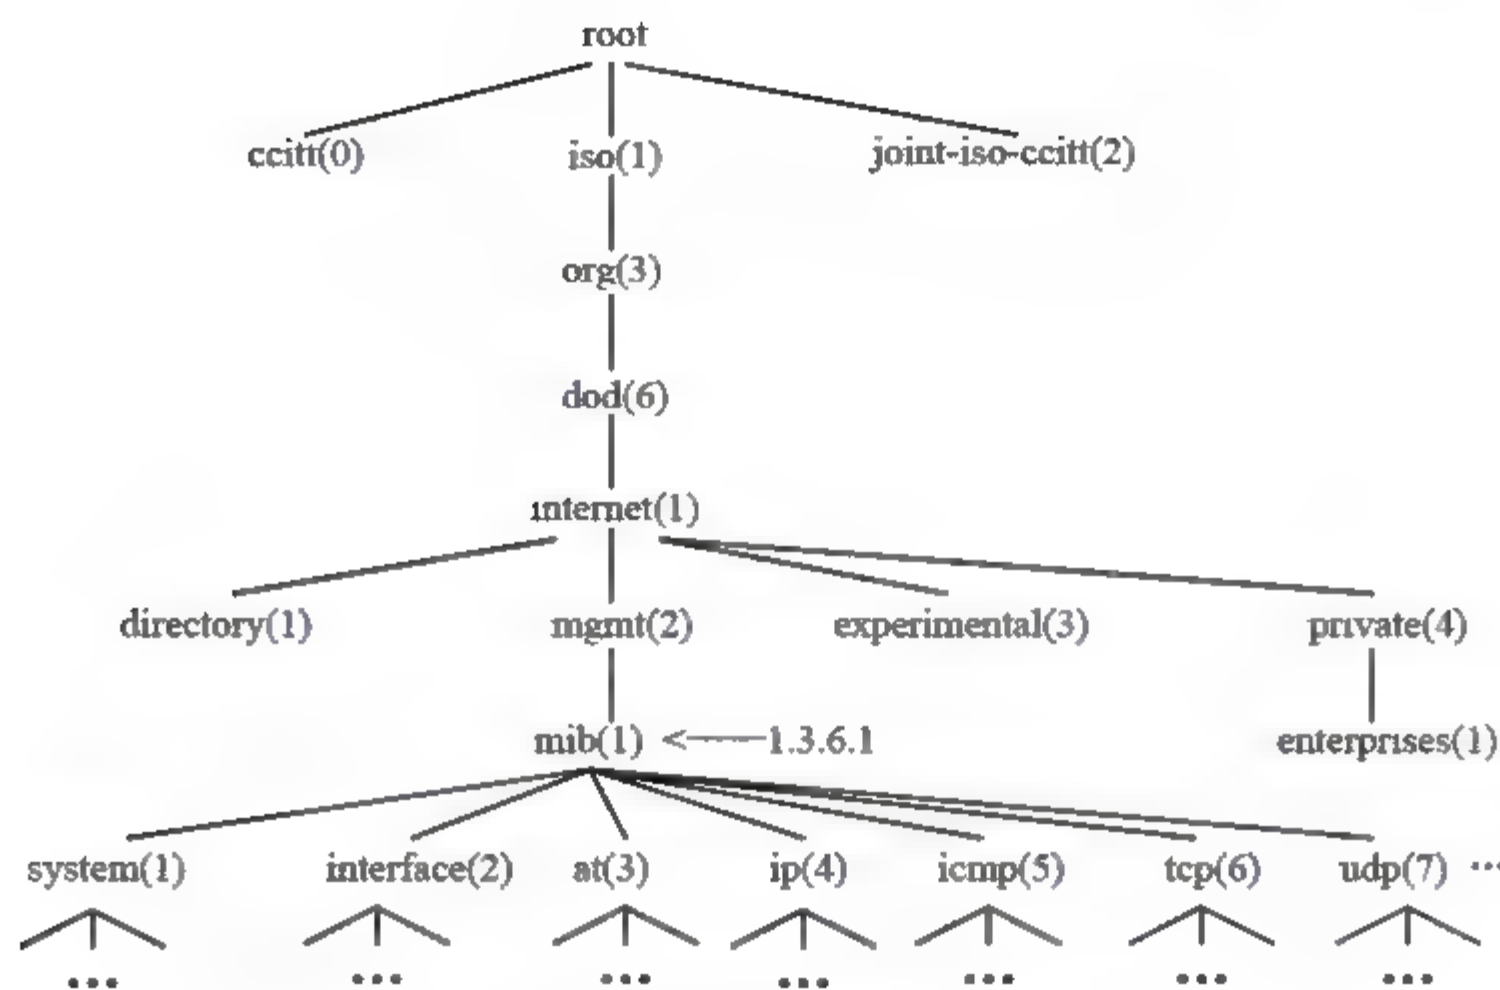 root
ccitt(0) iso(1) joint-iso-ccitt(2)
org(3)
dod(6)
internet(1)
directory(1) mgmt(2) experimental(3) private(4)
mib(1) <——1.3.6.1 enterprises(1)
system(1) interface(2) at(3) ip(4) icmp(5) tcp(6) udp(7) ...
... ... ... ... ... ... ...